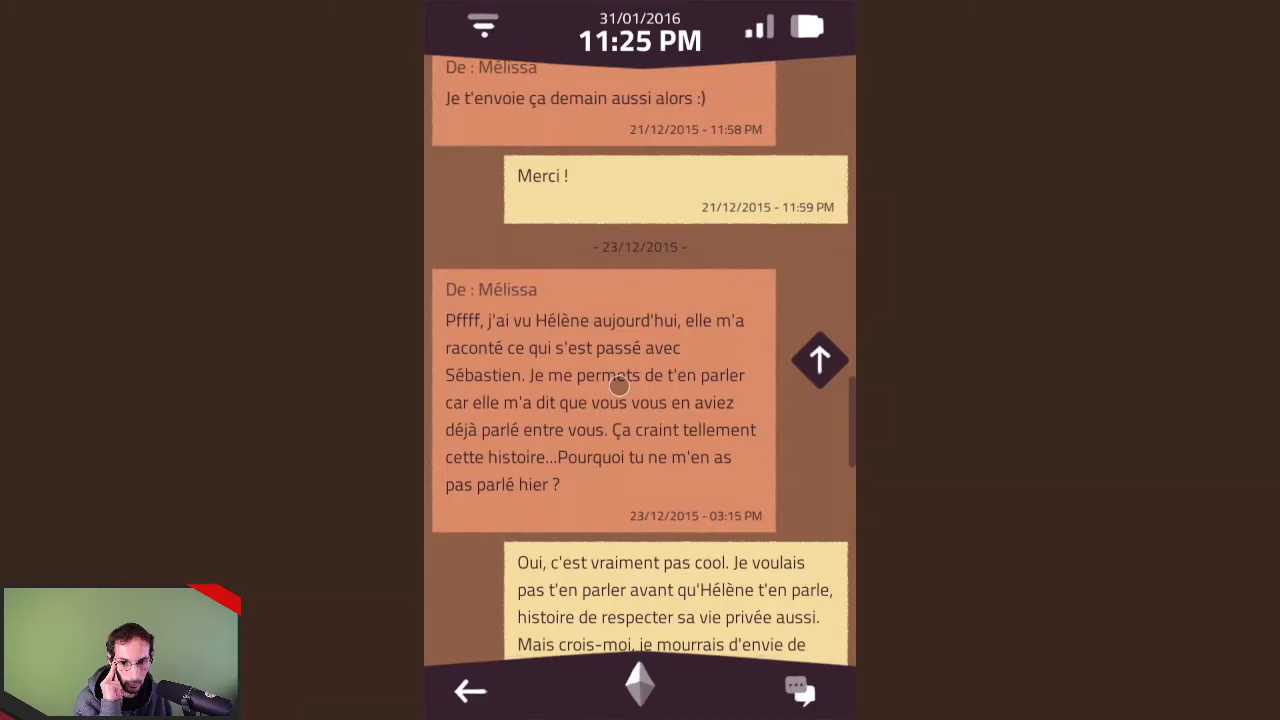 31/01/2016
11:25 PM
De : Mélissa
Je t'envoie ça demain aussi alors :)
21/12/2015 - 11:58 PM
Merci !
21/12/2015 - 11:59 PM
- 23/12/2015 -
De : Mélissa
Pffff, j'ai vu Hélène aujourd'hui, elle m'a
raconté ce qui s'est passé avec
Sébastien. Je me permets de t'en parler
car elle m'a dit que vous vous en aviez
déjà parlé entre vous. Ça craint tellement
cette histoire...Pourquoi tu ne m'en as
pas parlé hier ?
23/12/2015 - 03:15 PM
Oui, c'est vraiment pas cool. Je voulais
pas t'en parler avant qu'Hélène t'en parle,
histoire de respecter sa vie privée aussi.
Mais crois-moi, je mourrais d'envie de